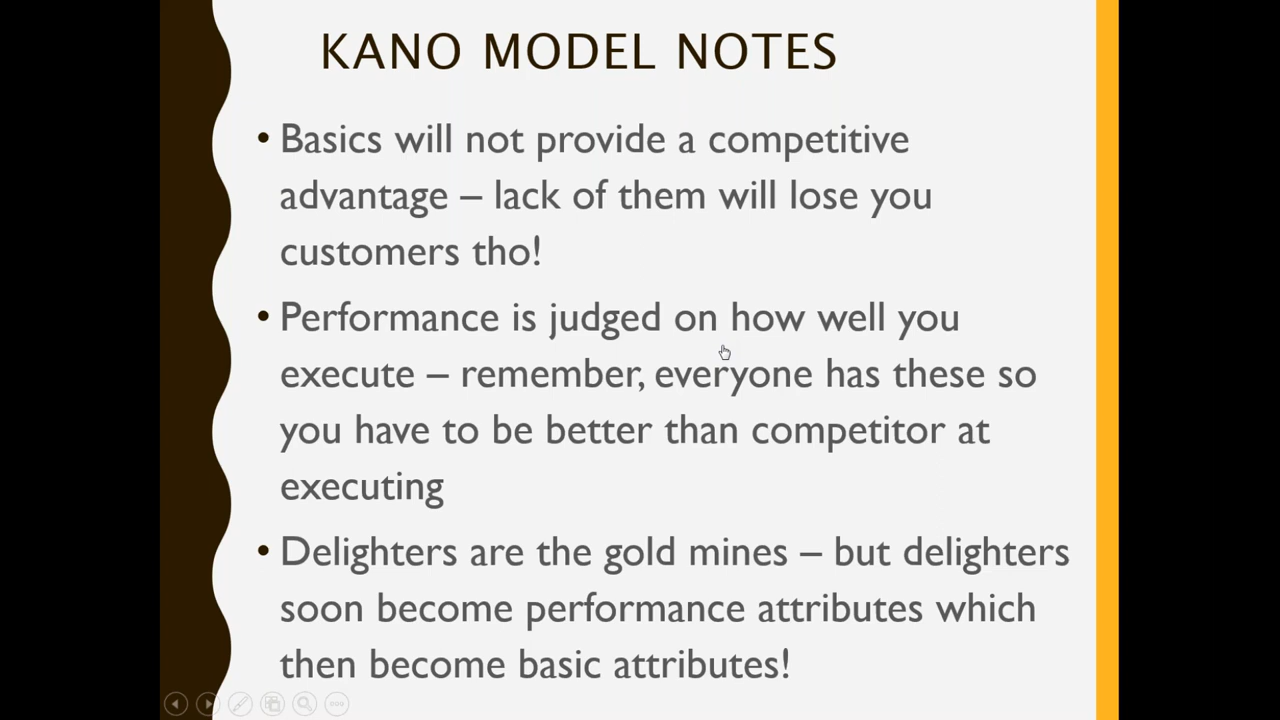 KANO MODEL NOTES
• Basics will not provide a competitive
advantage – lack of them will lose you
customers tho!
• Performance is judged on how well you
execute – remember, everyone has these so
you have to be better than competitor at
executing
• Delighters are the gold mines – but delighters
soon become performance attributes which
then become basic attributes!